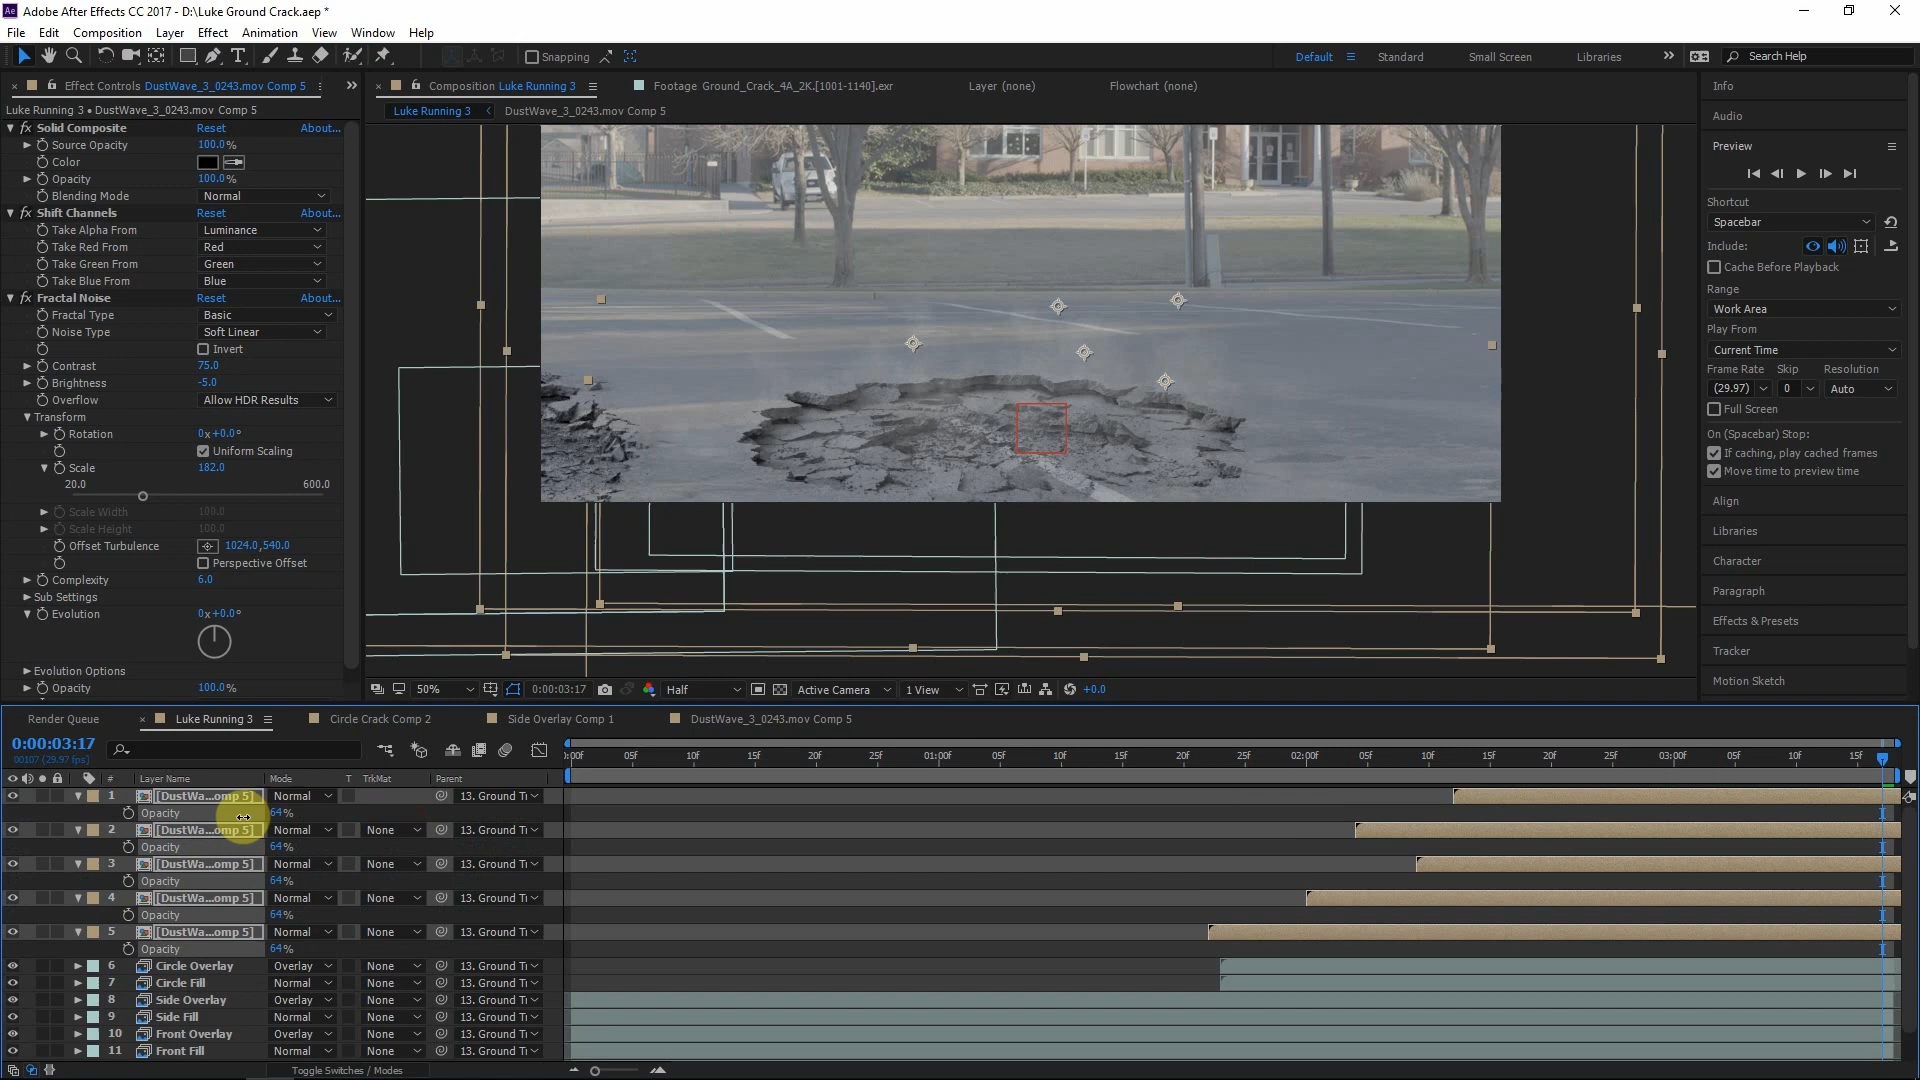 Adobe After Effects CC 2017 - D:\Luke Ground Crack.aep *
File Edit Composition Layer Effect Animation View Window Help
Snapping Default Standard Small Screen Libraries Search Help
Effect Controls DustWave_3_0243.mov Comp 5
Composition Luke Running 3
Footage Ground_Crack_4A_2K.[1001-1140].exr
Layer (none)
Flowchart (none)
Luke Running 3 • DustWave_3_0243.mov Comp 5
Luke Running 3 DustWave_3_0243.mov Comp 5
fx Solid Composite Reset About...
Source Opacity 100.0%
Color
Opacity 100.0%
Blending Mode Normal
fx Shift Channels Reset About...
Take Alpha From Luminance
Take Red From Red
Take Green From Green
Take Blue From Blue
fx Fractal Noise Reset About...
Fractal Type Basic
Noise Type Soft Linear
Invert
Contrast 75.0
Brightness -5.0
Overflow Allow HDR Results
Transform
Rotation 0x+0.0°
Uniform Scaling
Scale 182.0
20.0 600.0
Scale Width 100.0
Scale Height 100.0
Offset Turbulence 1024.0,540.0
Perspective Offset
Complexity 6.0
Sub Settings
Evolution 0x+0.0°
Evolution Options
Opacity 100.0%
50% 0:00:03:17 Half Active Camera 1 View +0.0
Info
Audio
Preview
Shortcut
Spacebar
Include:
Cache Before Playback
Range
Work Area
Play From
Current Time
Frame Rate Skip Resolution
(29.97) 0 Auto
Full Screen
On (Spacebar) Stop:
If caching, play cached frames
Move time to preview time
Align
Libraries
Character
Paragraph
Effects & Presets
Tracker
Motion Sketch
Render Queue Luke Running 3 Circle Crack Comp 2 Side Overlay Comp 1 DustWave_3_0243.mov Comp 5
0:00:03:17
00107 (29.97 fps)
:00f 05f 10f 15f 20f 25f 01:00f 05f 10f 15f 20f 25f 02:00f 05f 10f 15f 20f 25f 03:00f 05f 10f 15f
# Layer Name Mode T TrkMat Parent
1 [DustWa...omp 5] Normal 13. Ground Tr
Opacity 64%
2 [DustWa...omp 5] Normal None 13. Ground Tr
Opacity 64%
3 [DustWa...omp 5] Normal None 13. Ground Tr
Opacity 64%
4 [DustWa...omp 5] Normal None 13. Ground Tr
Opacity 64%
5 [DustWa...omp 5] Normal None 13. Ground Tr
Opacity 64%
6 Circle Overlay Overlay None 13. Ground Tr
7 Circle Fill Normal None 13. Ground Tr
8 Side Overlay Overlay None 13. Ground Tr
9 Side Fill Normal None 13. Ground Tr
10 Front Overlay Overlay None 13. Ground Tr
11 Front Fill Normal None 13. Ground Tr
Toggle Switches / Modes